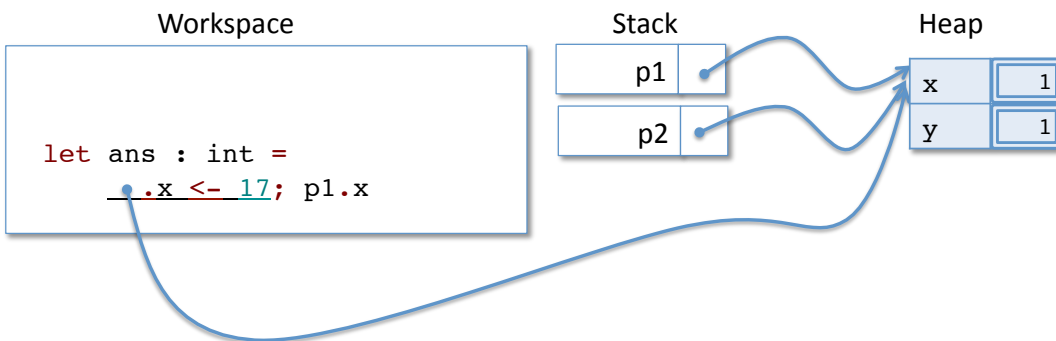 Workspace
Stack
Heap
p1
p2
x 1
y 1
let ans : int =
.x <- 17; p1.x